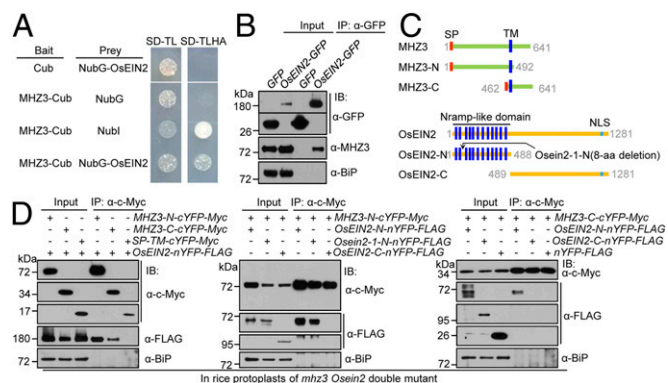 A
Bait Prey SD-TL SD-TLHA
Cub NubG-OsEIN2
MHZ3-Cub NubG
MHZ3-Cub NubI
MHZ3-Cub NubG-OsEIN2
B
Input IP: α-GFP
GFP OsEIN2-GFP GFP OsEIN2-GFP
kDa
180
26
72
72
IB:
α-GFP
α-MHZ3
α-BiP
C
SP TM
MHZ3 1 641
MHZ3-N 1 492
MHZ3-C 462 641
Nramp-like domain NLS
OsEIN2 1 1281
OsEIN2-N 1 488 Osein2-1-N(8-aa deletion)
OsEIN2-C 489 1281
D
Input IP: α-c-Myc
+ - - + - - MHZ3-N-cYFP-Myc
- + - - + - MHZ3-C-cYFP-Myc
- - + - - + SP-TM-cYFP-Myc
+ + + + + + OsEIN2-nYFP-FLAG
kDa
72
34
17
180
72
IB:
α-c-Myc
α-FLAG
α-BiP
Input IP: α-c-Myc
+ + + + + + MHZ3-N-cYFP-Myc
+ - - + - - OsEIN2-N-nYFP-FLAG
- + - - + - Osein2-1-N-nYFP-FLAG
- - + - - + OsEIN2-C-nYFP-FLAG
kDa
72
72
95
72
IB:
α-c-Myc
α-FLAG
α-BiP
Input IP: α-c-Myc
+ + + + + + MHZ3-C-cYFP-Myc
+ - - + - - OsEIN2-N-nYFP-FLAG
- + - - + - OsEIN2-C-nYFP-FLAG
- - + - - + nYFP-FLAG
kDa
34
72
95
26
72
IB:
α-c-Myc
α-FLAG
α-BiP
In rice protoplasts of mhz3 Osein2 double mutant